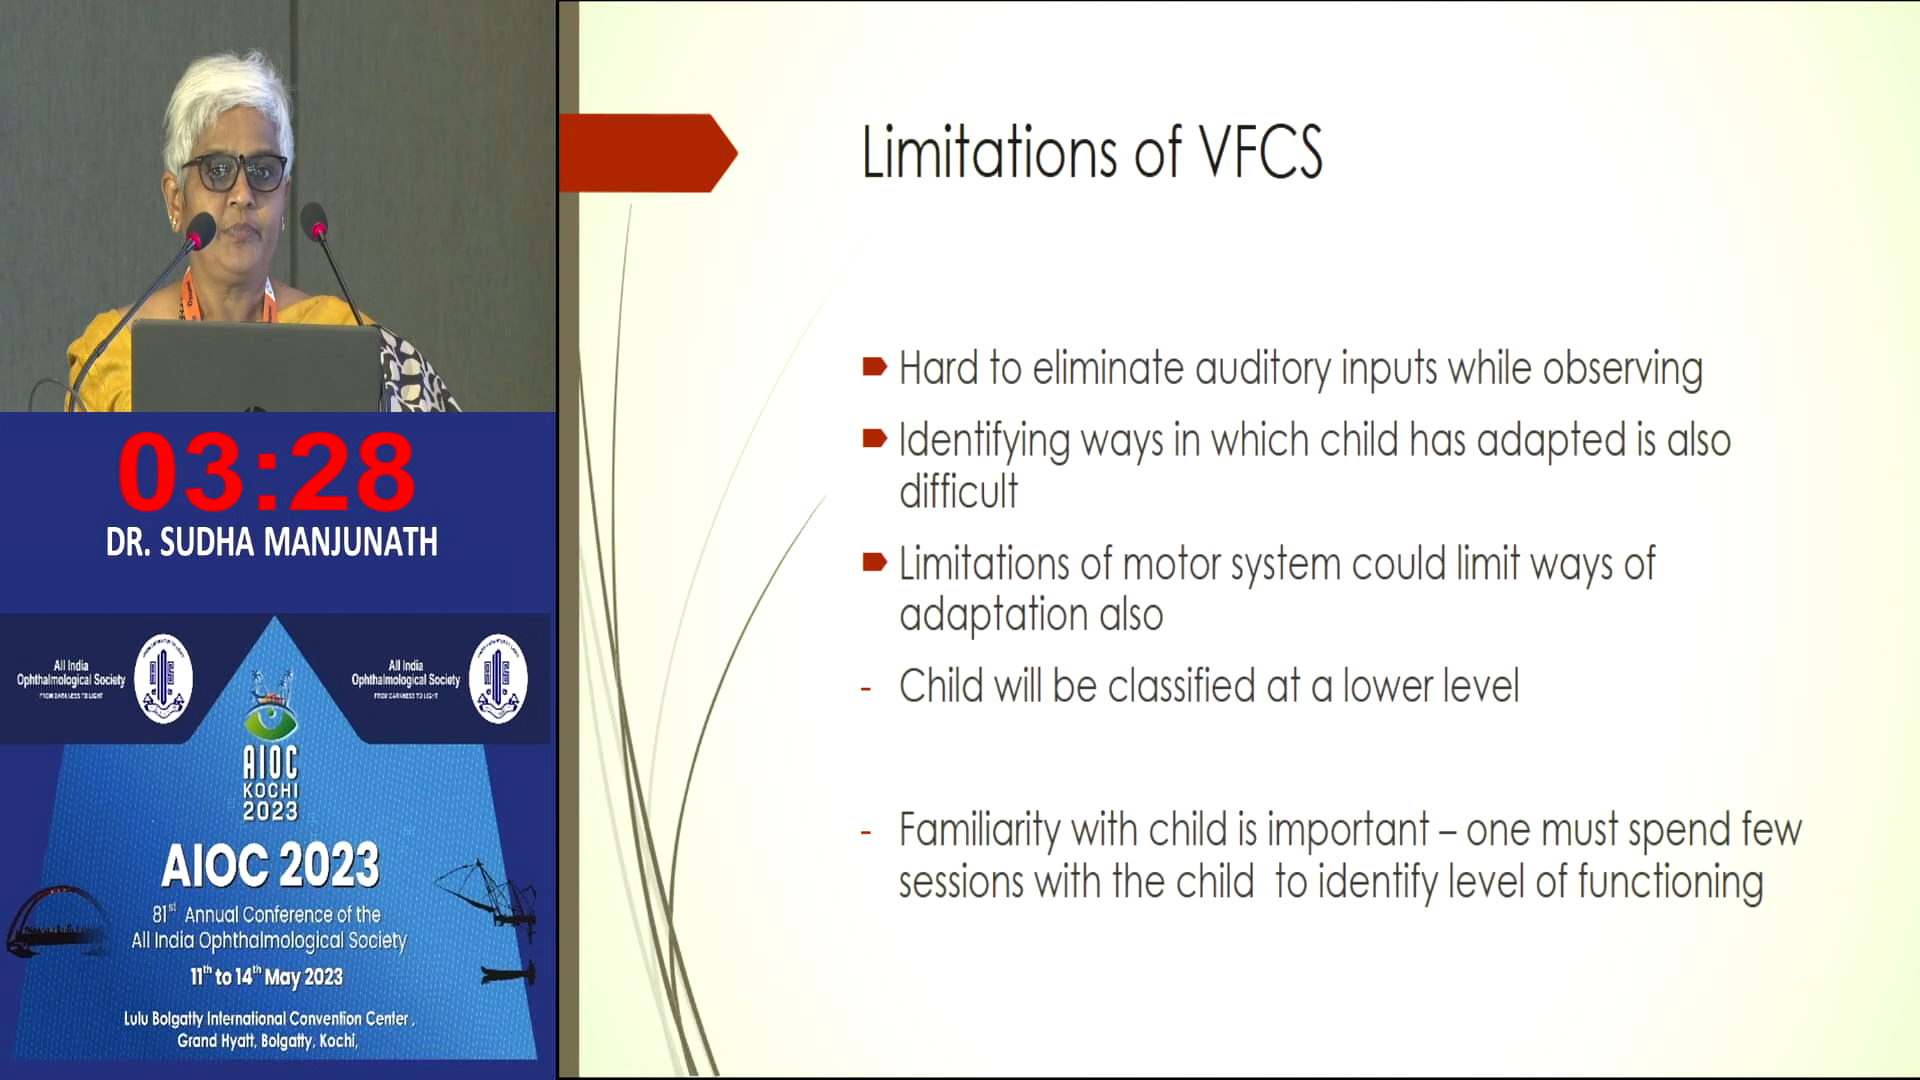 03:28
DR. SUDHA MANJUNATH
All India
Ophthalmological Society
FROM DARKNESS TO LIGHT
All India
Ophthalmological Society
FROM DARKNESS TO LIGHT
AIOC
KOCHI
2023
AIOC 2023
81st Annual Conference of the
All India Ophthalmological Society
11th to 14th May 2023
Lulu Bolgatty International Convention Center ,
Grand Hyatt, Bolgatty, Kochi,
Limitations of VFCS
Hard to eliminate auditory inputs while observing
Identifying ways in which child has adapted is also
difficult
Limitations of motor system could limit ways of
adaptation also
- Child will be classified at a lower level
- Familiarity with child is important – one must spend few
sessions with the child to identify level of functioning